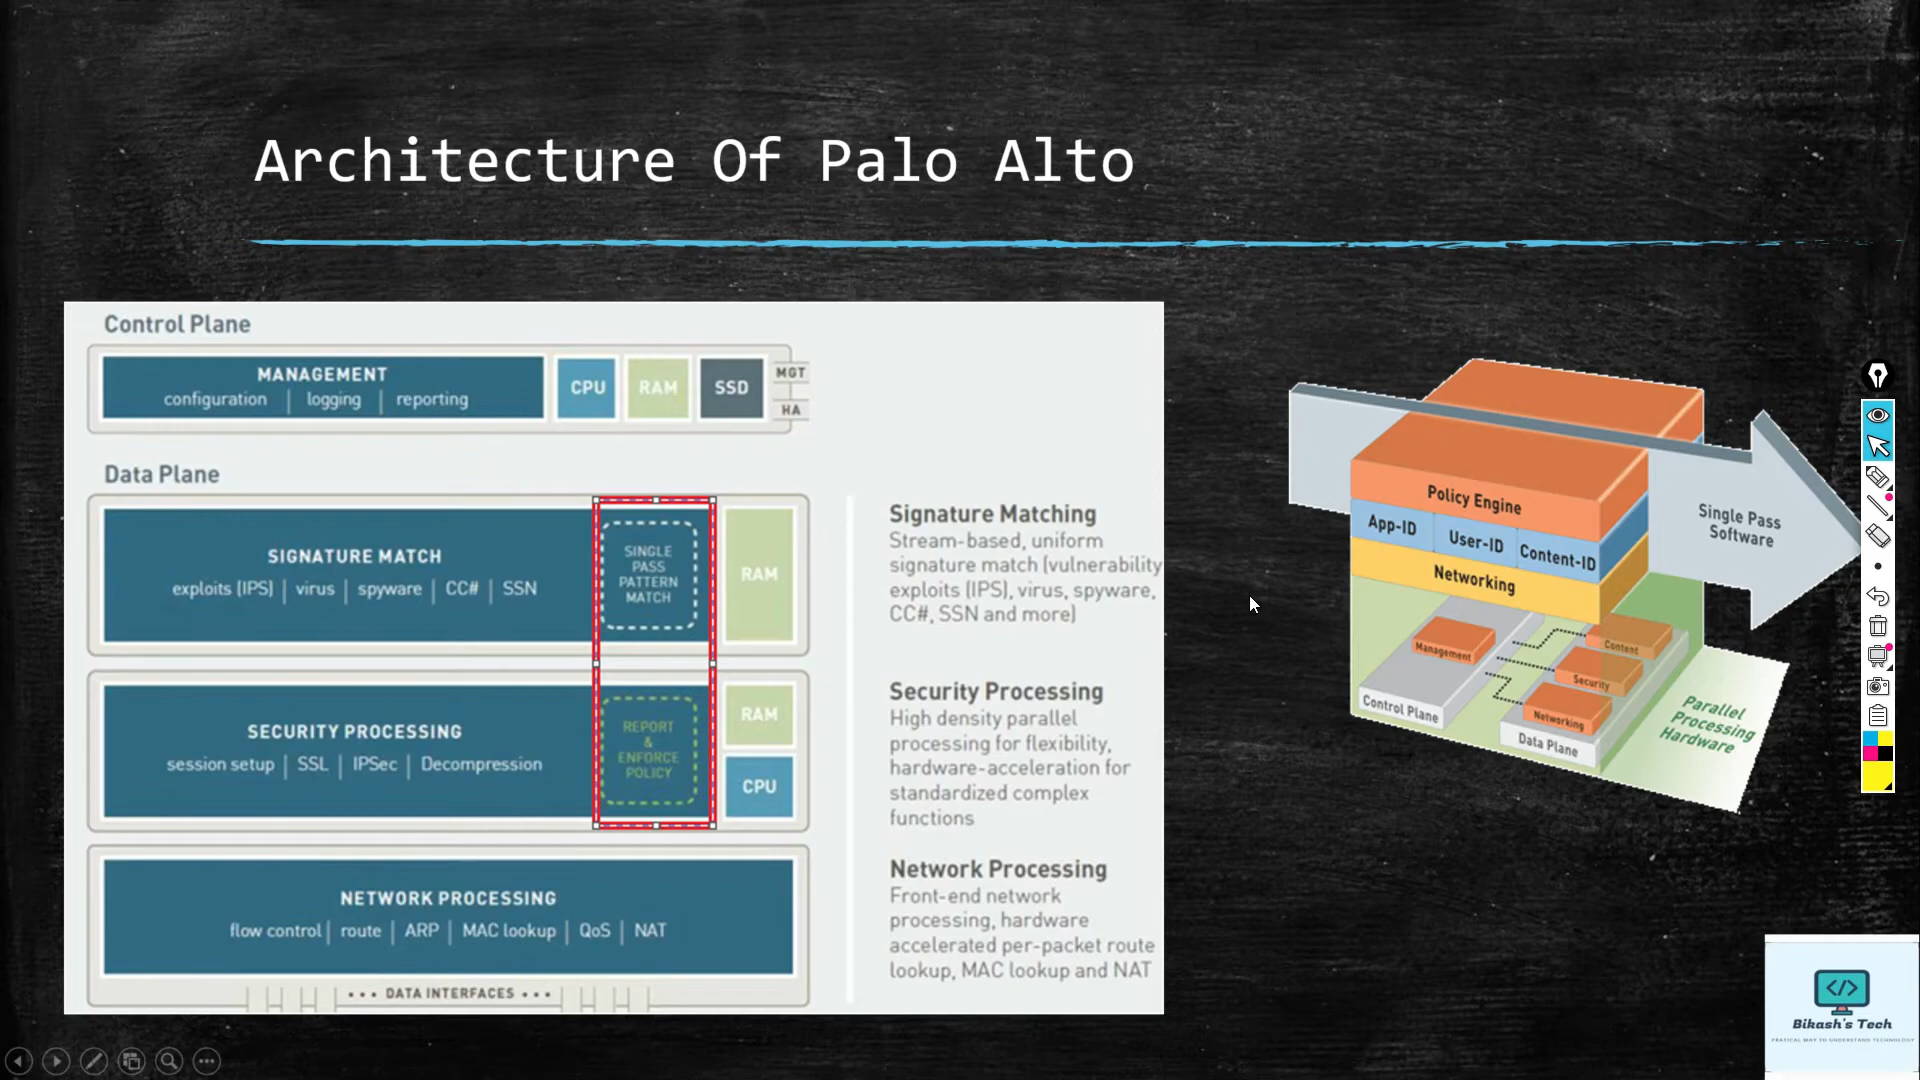 Architecture Of Palo Alto
Control Plane
MANAGEMENT
configuration | logging | reporting
CPU
RAM
SSD
MGT
HA
Data Plane
SIGNATURE MATCH
exploits (IPS) | virus | spyware | CC# | SSN
SINGLE
PASS
PATTERN
MATCH
RAM
Signature Matching
Stream-based, uniform
signature match (vulnerability
exploits (IPS), virus, spyware,
CC#, SSN and more)
SECURITY PROCESSING
session setup | SSL | IPSec | Decompression
REPORT
&
ENFORCE
POLICY
RAM
CPU
Security Processing
High density parallel
processing for flexibility,
hardware-acceleration for
standardized complex
functions
NETWORK PROCESSING
flow control | route | ARP | MAC lookup | QoS | NAT
••• DATA INTERFACES •••
Network Processing
Front-end network
processing, hardware
accelerated per-packet route
lookup, MAC lookup and NAT
Policy Engine
App-ID
User-ID
Content-ID
Networking
Single Pass
Software
Management
Control Plane
Content
Security
Networking
Data Plane
Parallel
Processing
Hardware
</>
Bikash's Tech
PRATICAL WAY TO UNDERSTAND TECHNOLOGY